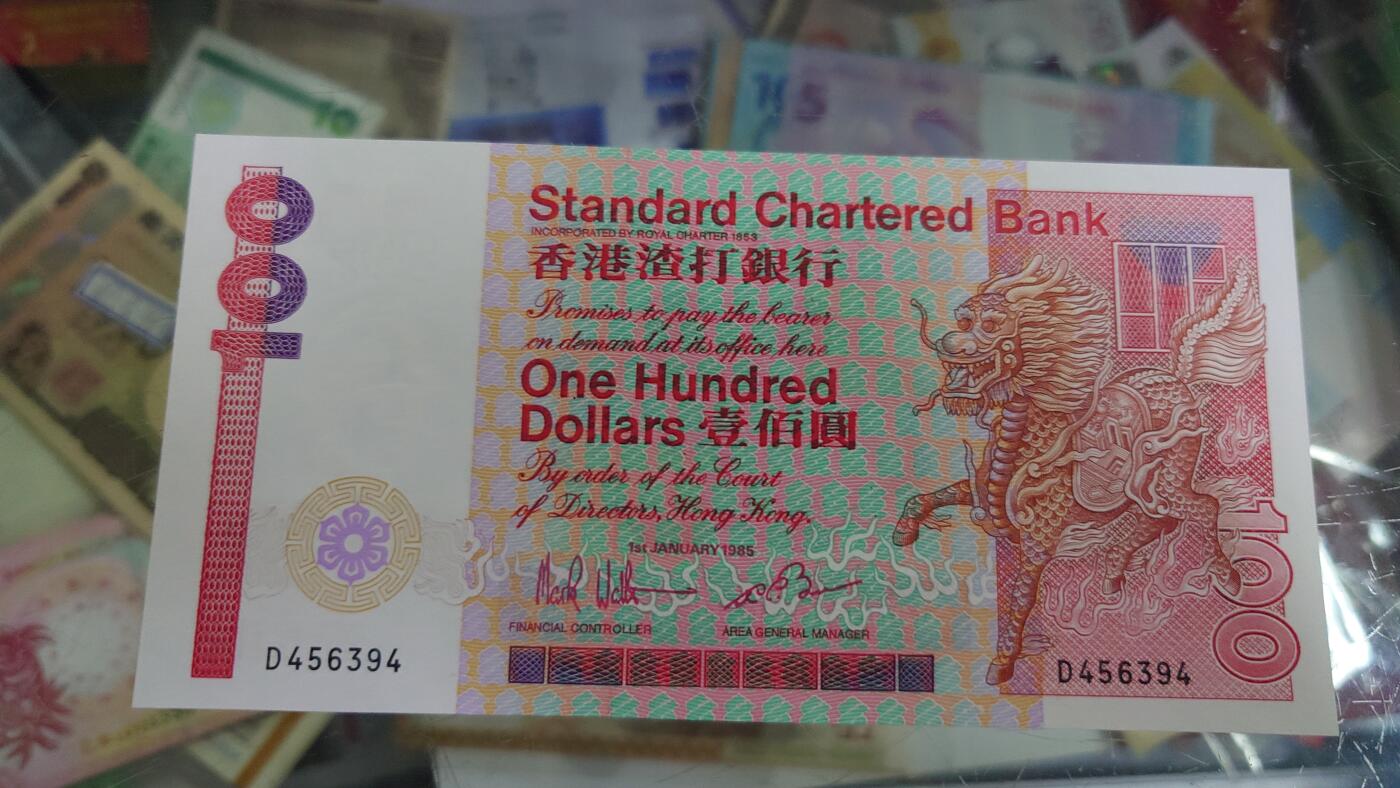 Standard Chartered Bank
INCORPORATED BY ROYAL CHARTER 1853
香港渣打銀行
Promises to pay the bearer
on demand at its office here
One Hundred
Dollars 壹佰圓
By order of the Court
of Directors, Hong Kong.
1st JANUARY 1985
FINANCIAL CONTROLLER
AREA GENERAL MANAGER
D456394
D456394
100
100
10
5